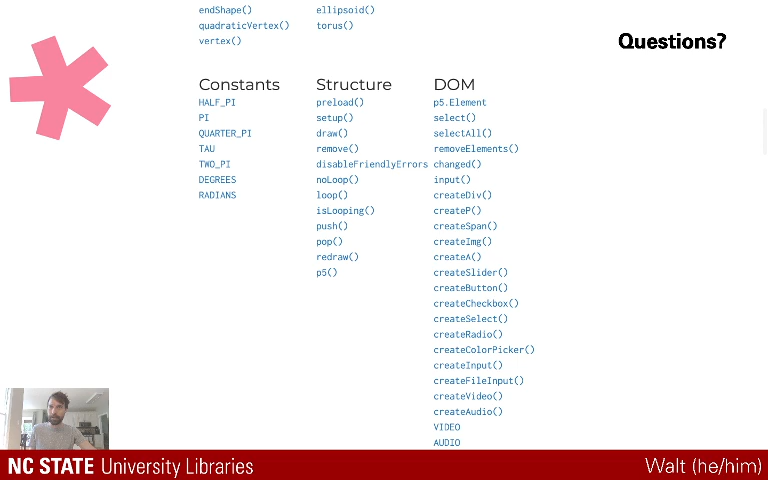 endShape()
quadraticVertex()
vertex()
ellipsoid()
torus()
Questions?
Constants
HALF_PI
PI
QUARTER_PI
TAU
TWO_PI
DEGREES
RADIANS
Structure
preload()
setup()
draw()
remove()
disableFriendlyErrors
noLoop()
loop()
isLooping()
push()
pop()
redraw()
p5()
DOM
p5.Element
select()
selectAll()
removeElements()
changed()
input()
createDiv()
createP()
createSpan()
createImg()
createA()
createSlider()
createButton()
createCheckbox()
createSelect()
createRadio()
createColorPicker()
createInput()
createFileInput()
createVideo()
createAudio()
VIDEO
AUDIO
NC STATE University Libraries
Walt (he/him)